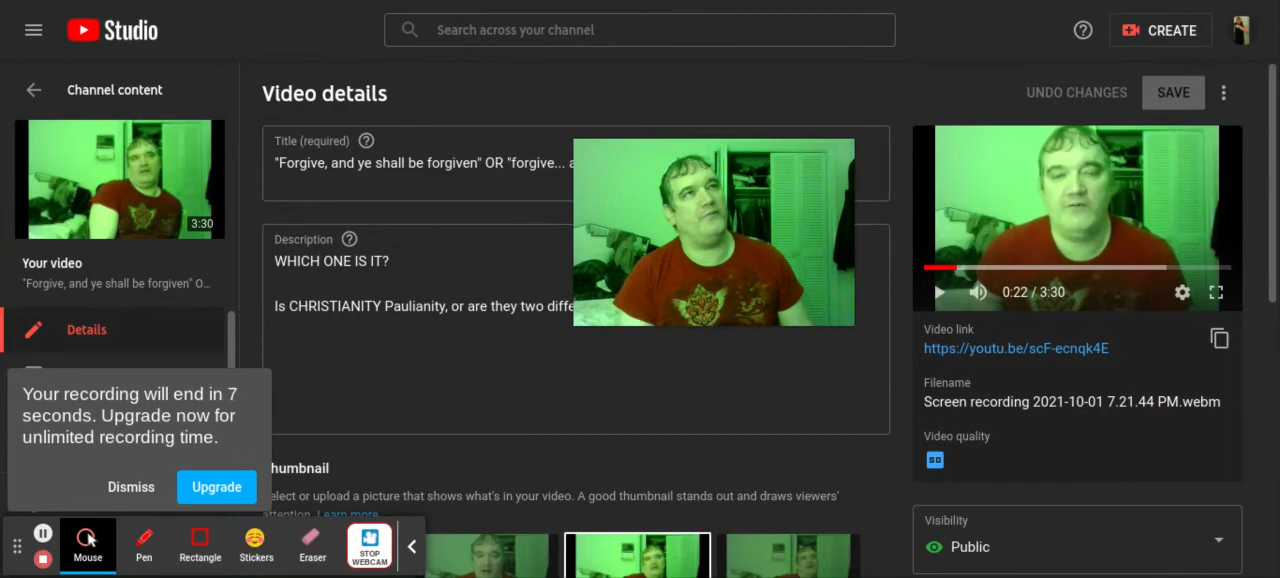 Studio
Search across your channel
CREATE
Channel content
3:30
Your video
"Forgive, and ye shall be forgiven" O...
Details
Your recording will end in 7
seconds. Upgrade now for
unlimited recording time.
Dismiss
Upgrade
Mouse
Pen
Rectangle
Stickers
Eraser
STOP
WEBCAM
Video details
UNDO CHANGES
SAVE
Title (required)
"Forgive, and ye shall be forgiven" OR "forgive...
Description
WHICH ONE IS IT?
Is CHRISTIANITY Paulianity, or are they two
humbnail
elect or upload a picture that shows what's in your video. A good thumbnail stands out and draws viewers'
attention. Learn more
0:22 / 3:30
Video link
https://youtu.be/scF-ecnqk4E
Filename
Screen recording 2021-10-01 7.21.44 PM.webm
Video quality
SD
Visibility
Public